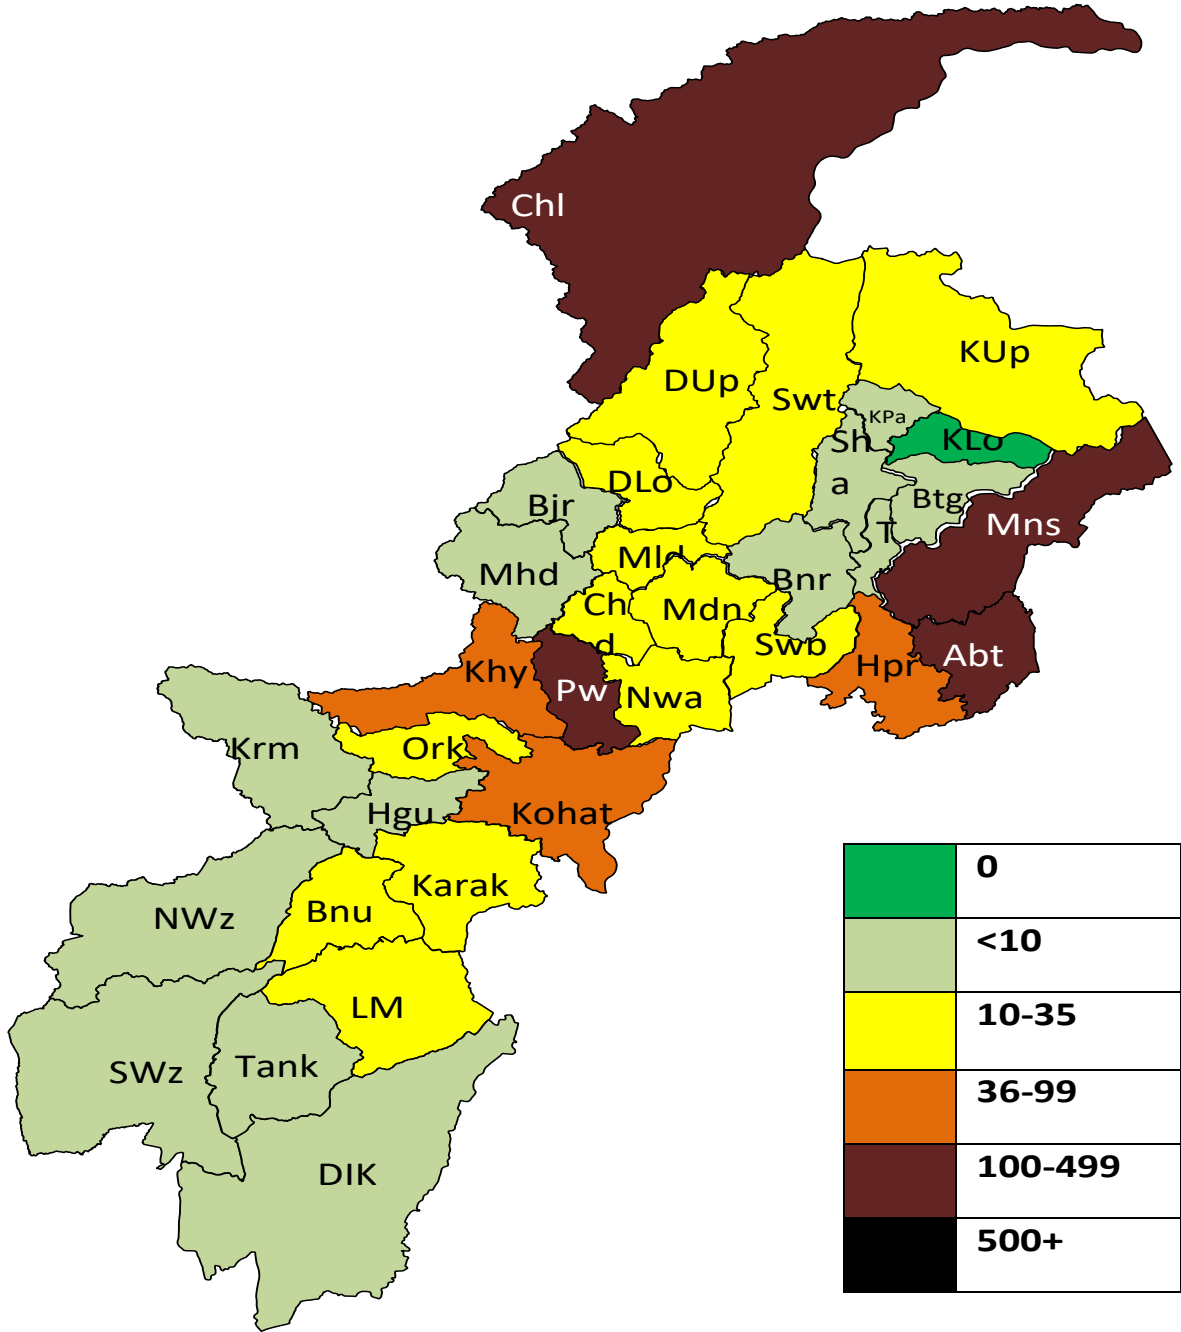 Chl
KUp
DUp
Swt
KPa
KLo
Sh
a
DLo
Btg
Bjr
Mns
T
Mld
Mhd
Bnr
Ch
d
Mdn
Swb
Abt
Hpr
Khy
Pw
Nwa
Krm
Ork
Hgu
Kohat
Karak
NWz
Bnu
LM
SWz
Tank
DIK
0
<10
10-35
36-99
100-499
500+